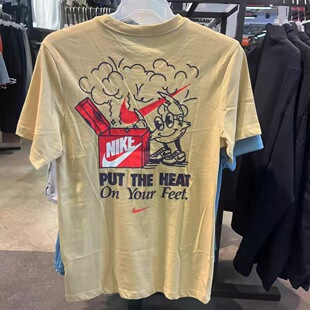 NIKE
PUT THE HEAT
On Your Feet.